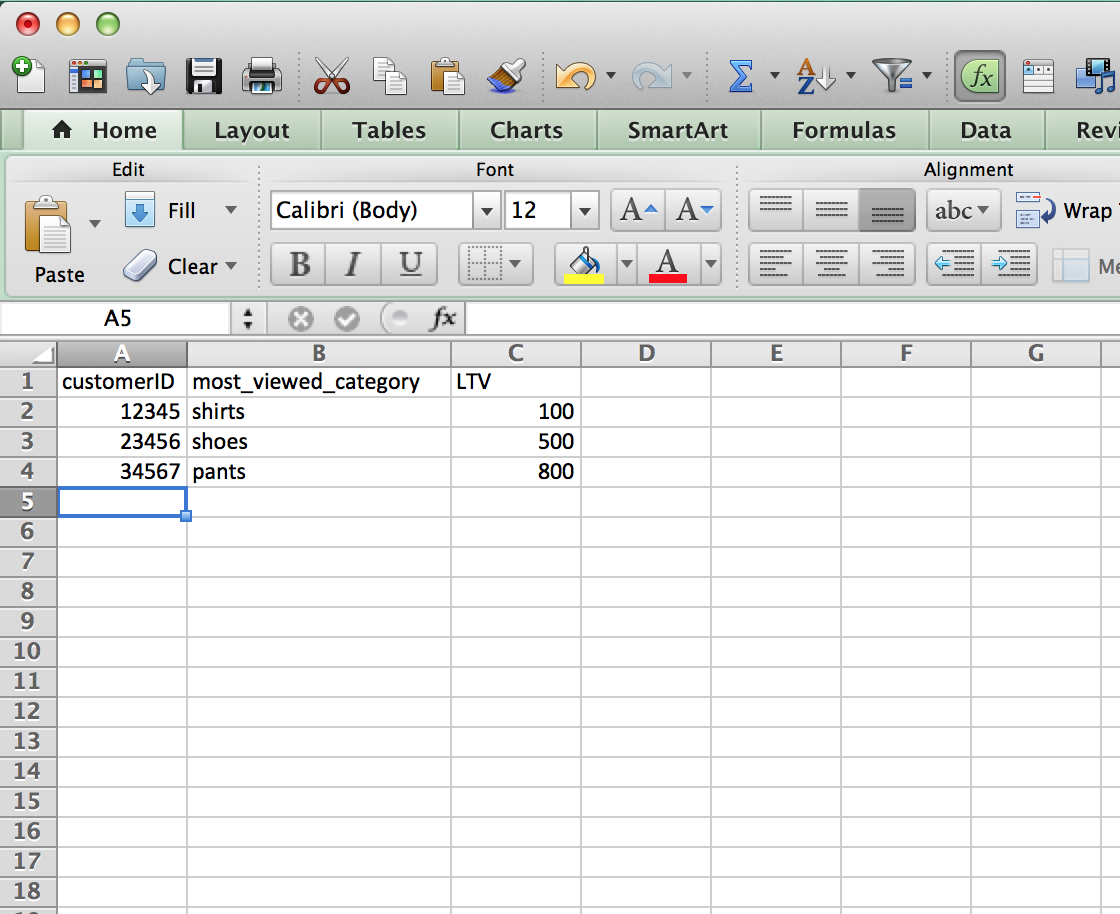 fx
Home Layout Tables Charts SmartArt Formulas Data Revi
Edit Font Alignment
Fill Calibri (Body) 12 A A abc Wrap T
Paste Clear B I U A Me
A5 fx
A B C D E F G
1 customerID most_viewed_category LTV
2 12345 shirts 100
3 23456 shoes 500
4 34567 pants 800
5
6
7
8
9
10
11
12
13
14
15
16
17
18